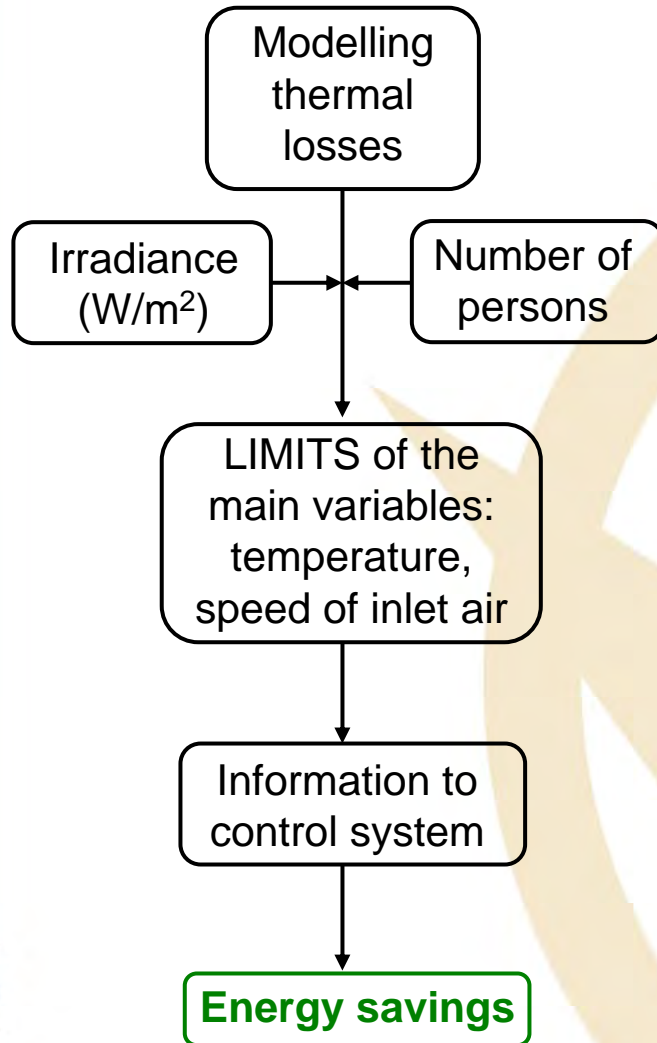 Modelling
thermal
losses
Irradiance
(W/m²)
Number of
persons
LIMITS of the
main variables:
temperature,
speed of inlet air
Information to
control system
Energy savings